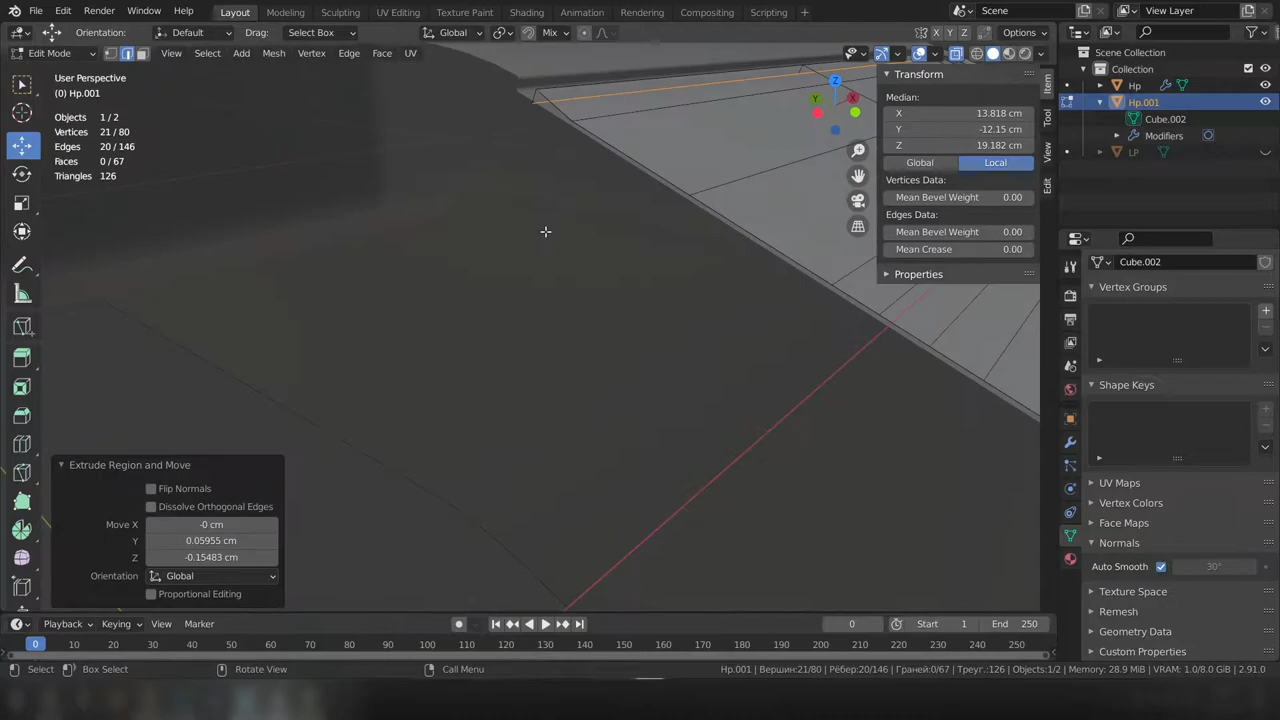 File Edit Render Window Help Layout Modeling Sculpting UV Editing Texture Paint Shading Animation Rendering Compositing Scripting + Scene View Layer
Orientation: Default Drag: Select Box Global Mix X Y Z Options
Edit Mode View Select Add Mesh Vertex Edge Face UV
User Perspective
(0) Hp.001
Objects 1 / 2
Vertices 21 / 80
Edges 20 / 146
Faces 0 / 67
Triangles 126
Z
Y
X
Transform
Median:
X 13.818 cm
Y -12.15 cm
Z 19.182 cm
Global Local
Vertices Data:
Mean Bevel Weight 0.00
Edges Data:
Mean Bevel Weight 0.00
Mean Crease 0.00
Properties
Item
Tool
View
Edit
Scene Collection
Collection
Hp
Hp.001
Cube.002
Modifiers
LP
Cube.002
Vertex Groups
Shape Keys
UV Maps
Vertex Colors
Face Maps
Normals
Auto Smooth 30°
Texture Space
Remesh
Geometry Data
Custom Properties
Extrude Region and Move
Flip Normals
Dissolve Orthogonal Edges
Move X -0 cm
Y 0.05955 cm
Z -0.15483 cm
Orientation Global
Proportional Editing
Playback Keying View Marker 0 Start 1 End 250
0 10 20 30 40 50 60 70 80 90 100 110 120 130 140 150 160 170 180 190 200 210 220 230 240 250
Select Box Select Rotate View Call Menu Hp.001 | Вершин:21/80 | Рёбер:20/146 | Граней:0/67 | Треуг.:126 | Objects:1/2 | Memory: 28.9 MiB | VRAM: 1.0/8.0 GiB | 2.91.0